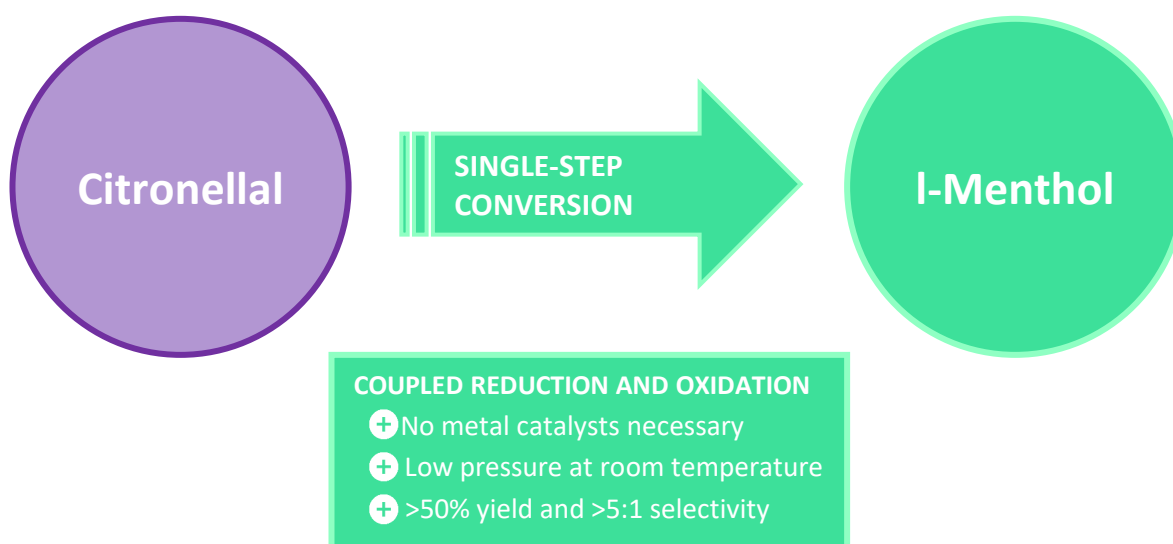 Citronellal
SINGLE-STEP
CONVERSION
l-Menthol
COUPLED REDUCTION AND OXIDATION
No metal catalysts necessary
Low pressure at room temperature
>50% yield and >5:1 selectivity